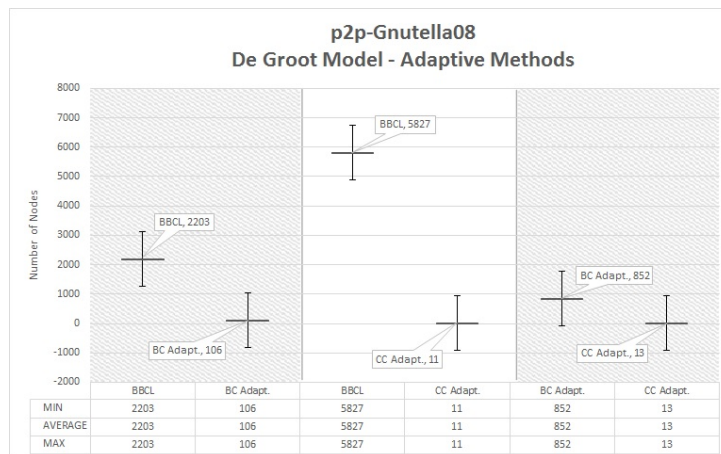 p2p-Gnutella08
De Groot Model - Adaptive Methods
Number of Nodes
8000
7000
6000
5000
4000
3000
2000
1000
0
-1000
-2000
BBCL, 2203
BC Adapt., 106
BBCL, 5827
CC Adapt., 11
BC Adapt., 852
CC Adapt., 13
BBCL BC Adapt. BBCL CC Adapt. BC Adapt. CC Adapt.
MIN 2203 106 5827 11 852 13
AVERAGE 2203 106 5827 11 852 13
MAX 2203 106 5827 11 852 13